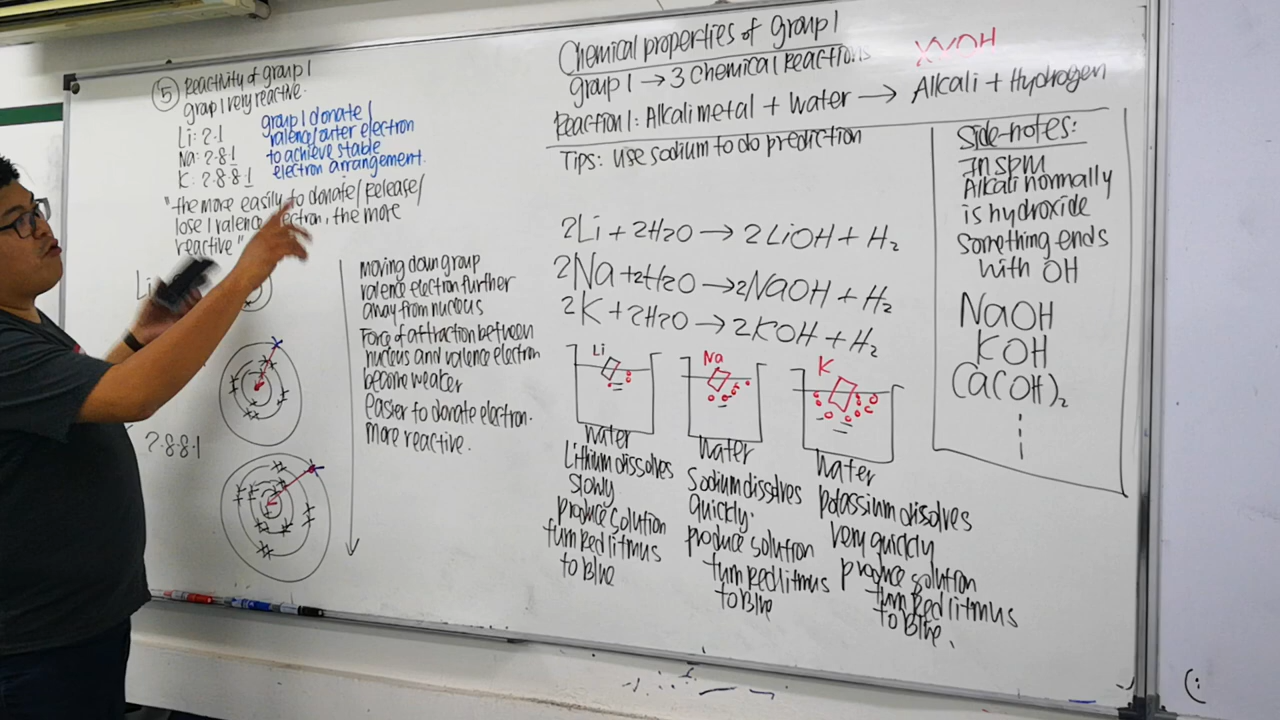 5 Reactivity of group 1
group 1 very reactive.
Li: 2·1
Na: 2·8·1
K: 2·8·8·1
group 1 donate/
valence/outer electron
to achieve stable
electron arrangement.
"the more easily to donate/release/
lose 1 valence electron, the more
reactive"
Li
2·8·8·1
moving down group
valence electron further
away from nucleus
Force of attraction between
nucleus and valence electron
become weaker
easier to donate electron.
more reactive.
Chemical properties of Group 1
group 1 → 3 Chemical Reactions
XYOH
Reaction 1: Alkali metal + Water → Alkali + Hydrogen
Tips: use sodium to do prediction
2Li + 2H2O → 2LiOH + H2
2Na + 2H2O → 2NaOH + H2
2K + 2H2O → 2KOH + H2
Li
Na
K
Water
Lithium dissolves
slowly
produce solution
turn Red litmus
to Blue
Water
Sodium dissolves
Quickly.
produce solution
turn Red litmus
to Blue
Water
potassium dissolves
very quickly
produce solution
turn Red litmus
to Blue.
Side-notes:
In spm
Alkali normally
is hydroxide
something ends
with OH
NaOH
KOH
Ca(OH)2